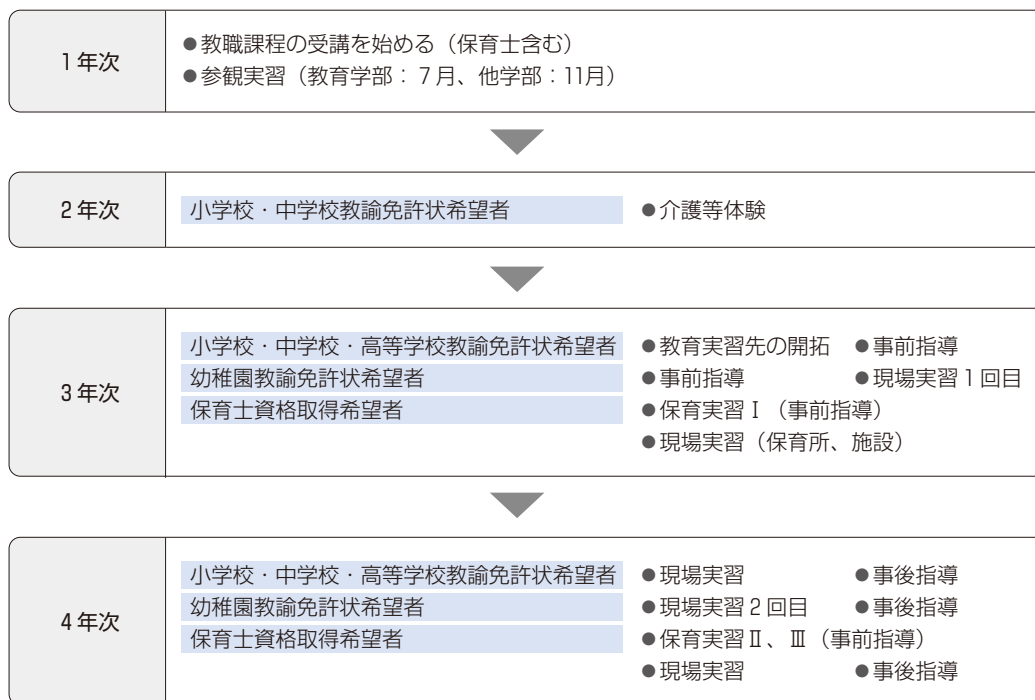 1年次
●教職課程の受講を始める（保育士含む）
●参観実習（教育学部：7月、他学部：11月）
2年次
小学校・中学校教諭免許状希望者 ●介護等体験
3年次
小学校・中学校・高等学校教諭免許状希望者 ●教育実習先の開拓 ●事前指導
幼稚園教諭免許状希望者 ●事前指導 ●現場実習1回目
保育士資格取得希望者 ●保育実習Ⅰ（事前指導）
●現場実習（保育所、施設）
4年次
小学校・中学校・高等学校教諭免許状希望者 ●現場実習 ●事後指導
幼稚園教諭免許状希望者 ●現場実習2回目 ●事後指導
保育士資格取得希望者 ●保育実習Ⅱ、Ⅲ（事前指導）
●現場実習 ●事後指導